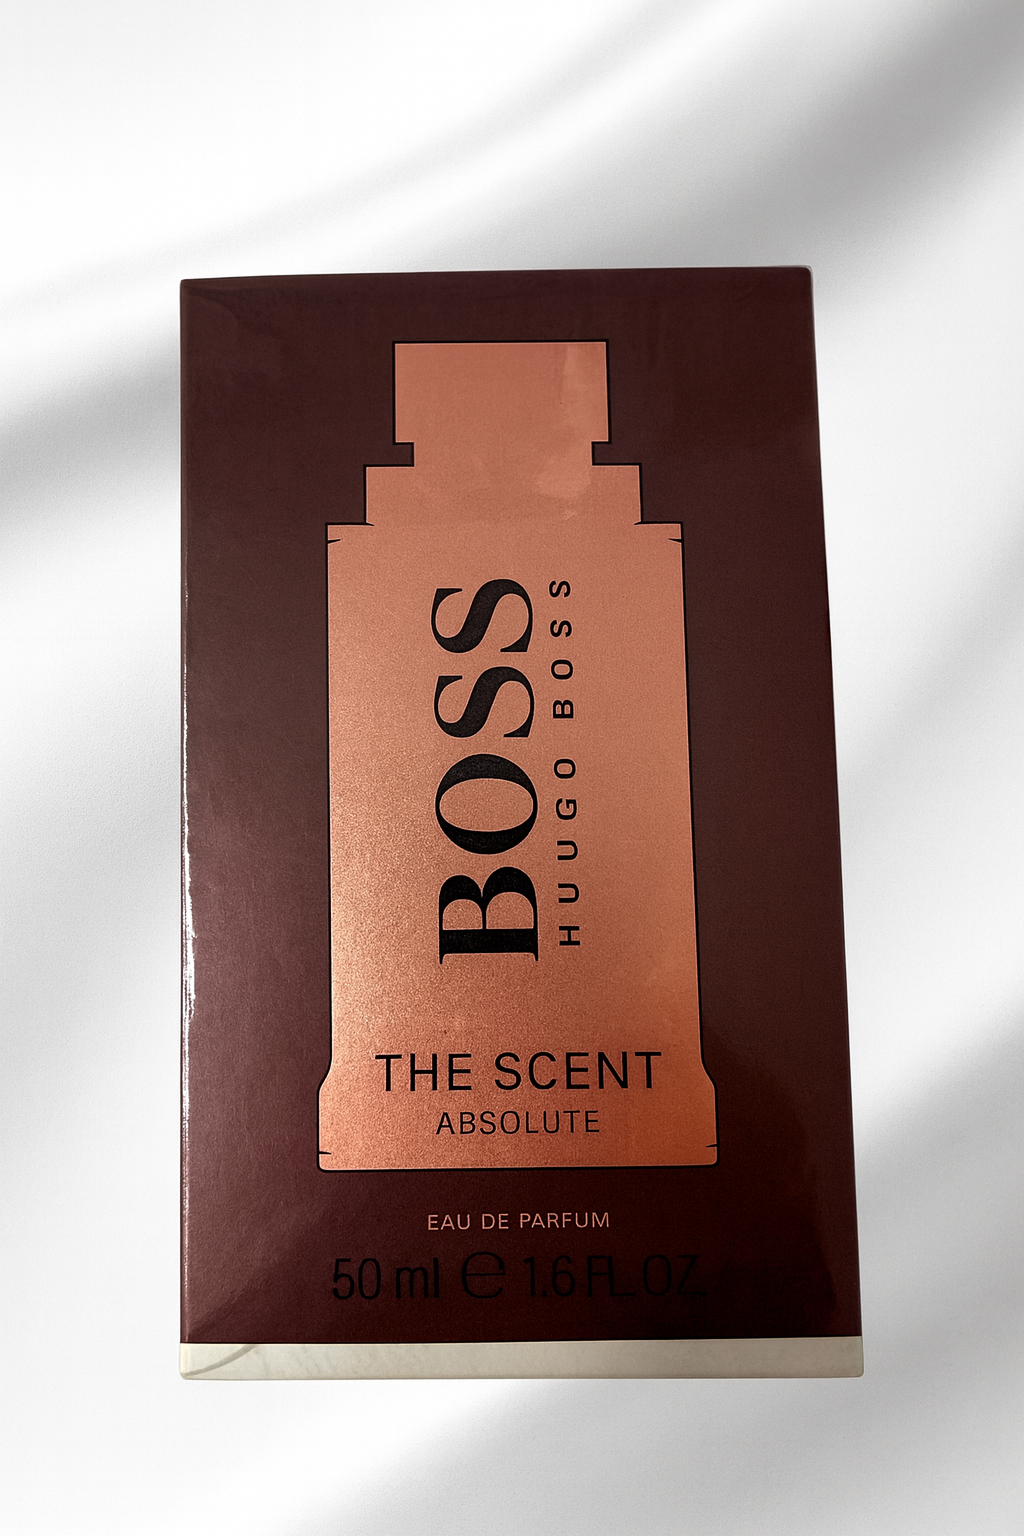 BOSS
HUGO BOSS
THE SCENT
ABSOLUTE
EAU DE PARFUM
50 ml ℮ 1.6 FL.OZ.